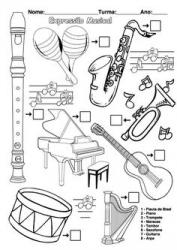 Nome: Turma: Ano:
Expressão Musical
1 - Flauta de Bisel
2 - Piano
3 - Trompete
4 - Maracas
5 - Tambor
6 - Saxofone
7 - Guitarra
8 - Arpa